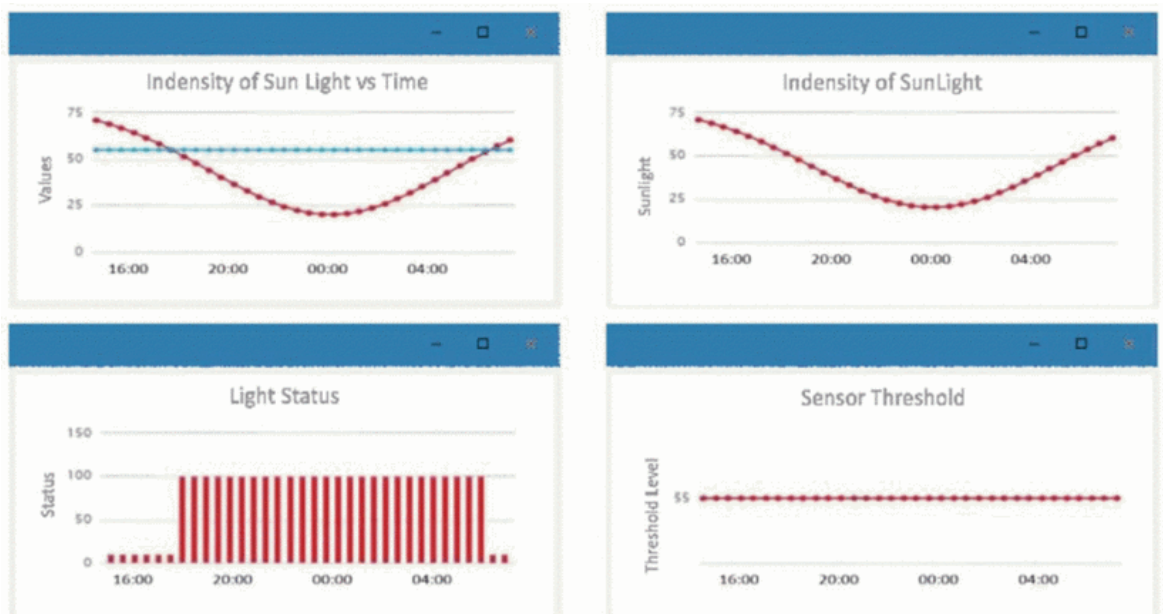 Indensity of Sun Light vs Time
75
50
25
0
Values
16:00 20:00 00:00 04:00
Indensity of SunLight
75
50
25
0
Sunlight
16:00 20:00 00:00 04:00
Light Status
150
100
50
0
Status
16:00 20:00 00:00 04:00
Sensor Threshold
55
Threshold Level
16:00 20:00 00:00 04:00